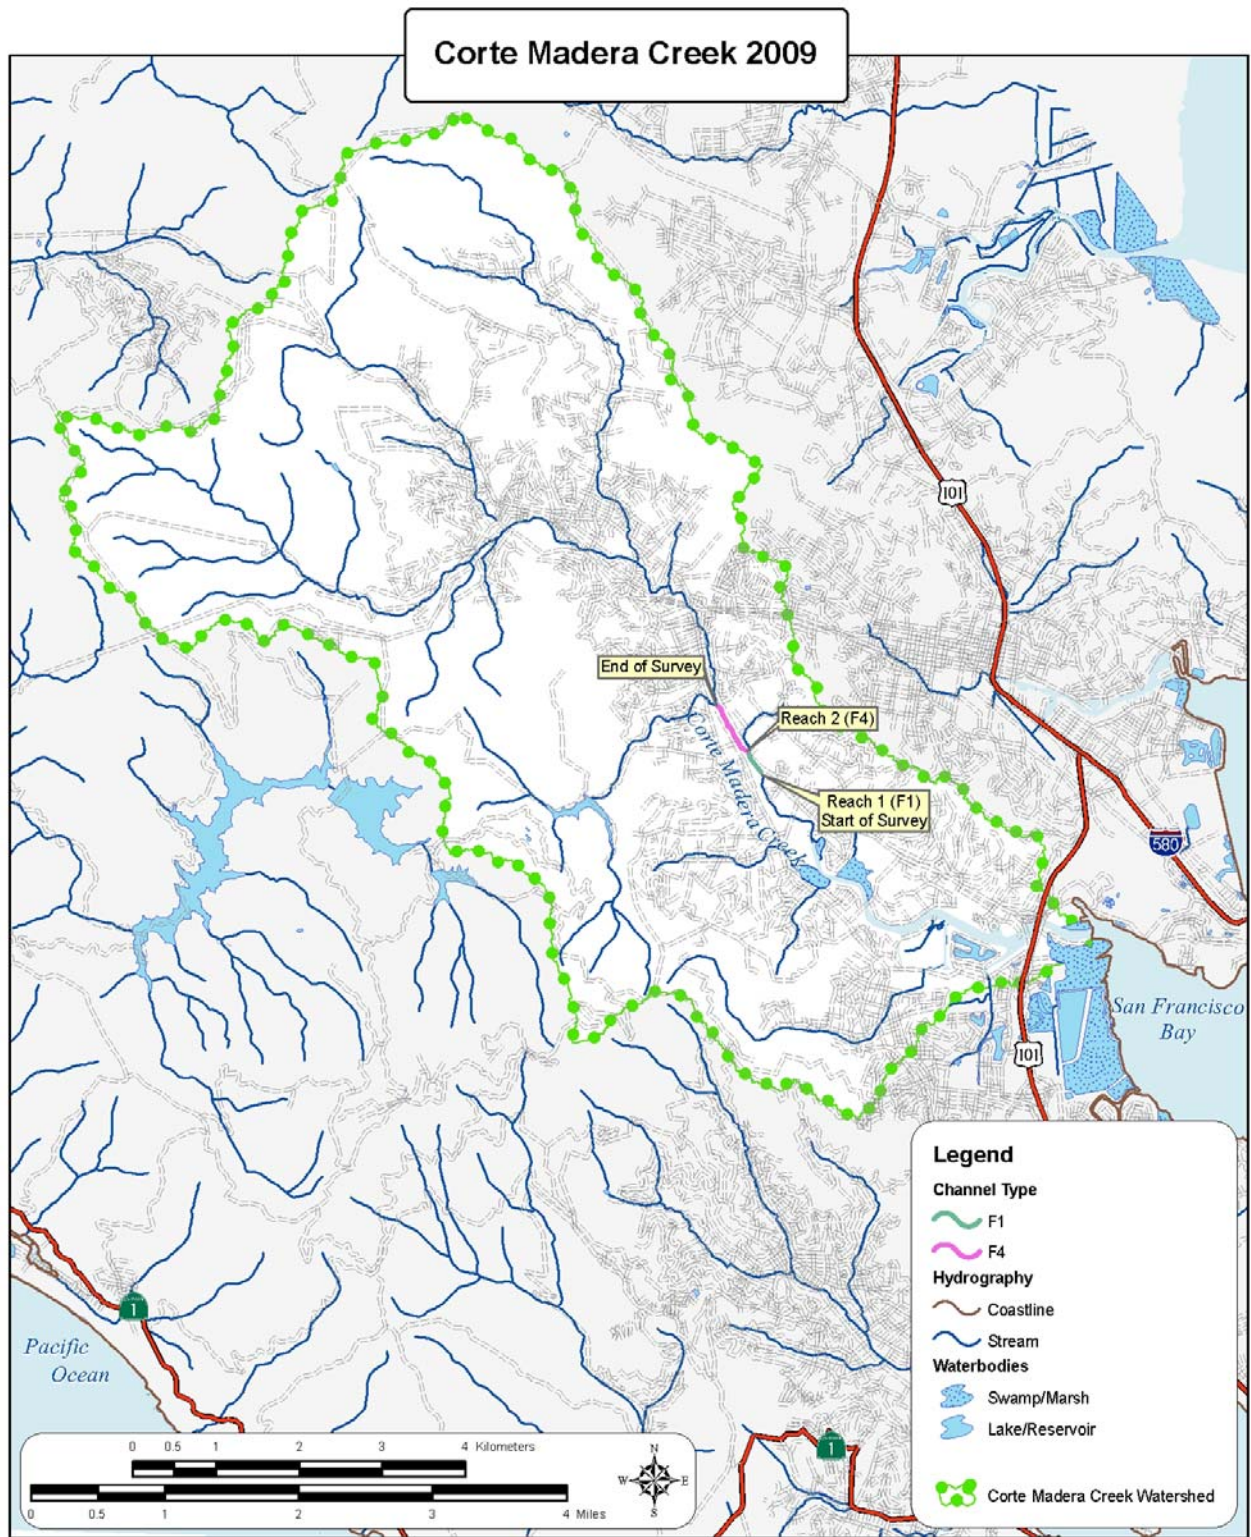 Corte Madera Creek 2009
101
End of Survey
Reach 2 (F4)
Corte Madera Creek
Reach 1 (F1)
Start of Survey
580
San Francisco
Bay
101
Legend
Channel Type
F1
F4
Hydrography
Coastline
Stream
Waterbodies
Swamp/Marsh
Lake/Reservoir
Corte Madera Creek Watershed
1
Pacific
Ocean
1
0 0.5 1 2 3 4 Kilometers
0 0.5 1 2 3 4 Miles
N
W E
S